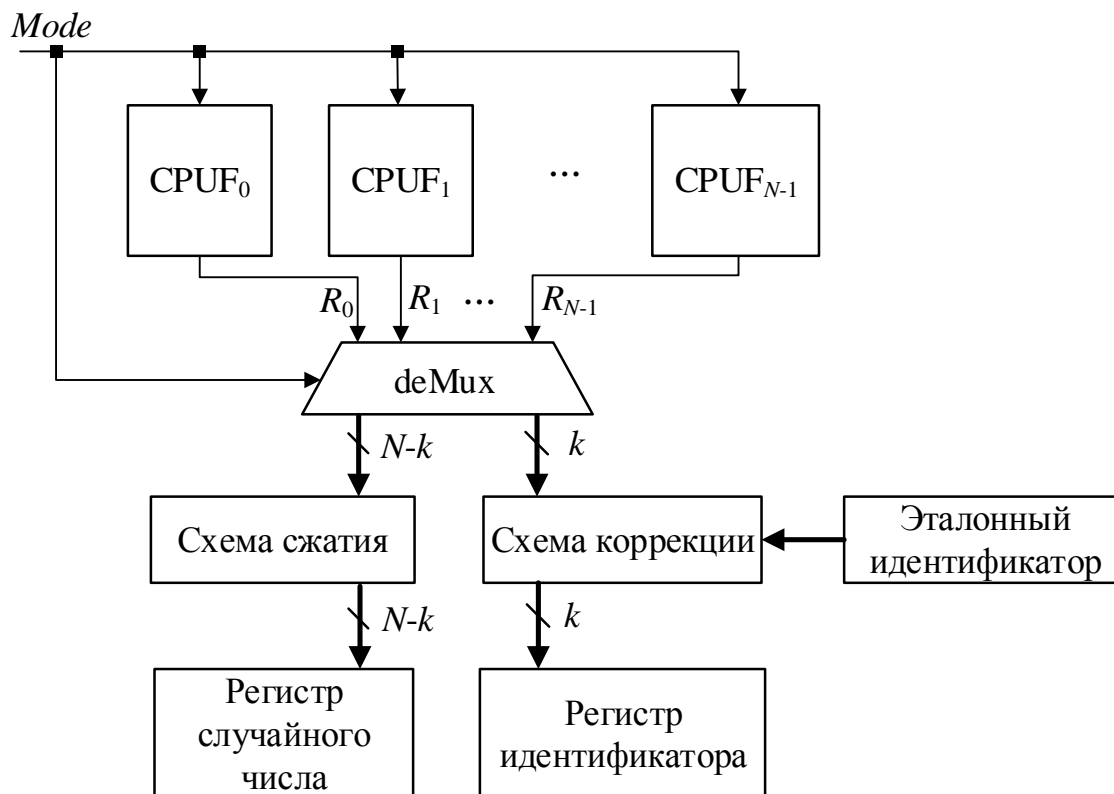 Mode
CPUF0 CPUF1 ... CPUFN-1
R0 R1 ... RN-1
deMux
N-k k
Схема сжатия Схема коррекции Эталонный
идентификатор
N-k k
Регистр
случайного
числа
Регистр
идентификатора